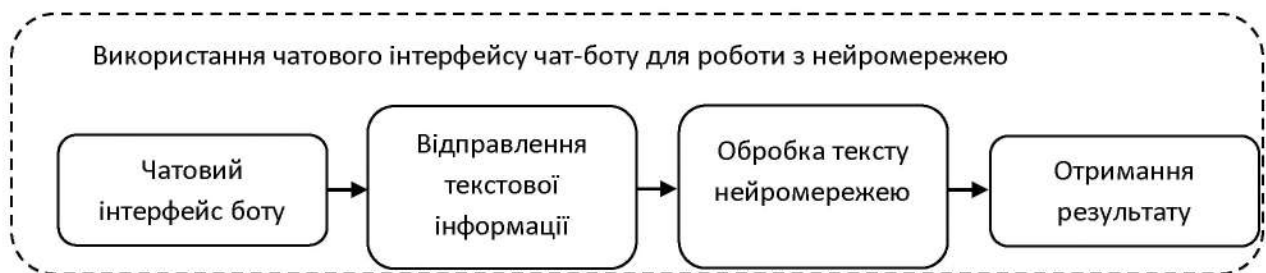 Використання чатового інтерфейсу чат-боту для роботи з нейромережею
Чатовий
інтерфейс боту
Відправлення
текстової
інформації
Обробка тексту
нейромережею
Отримання
результату